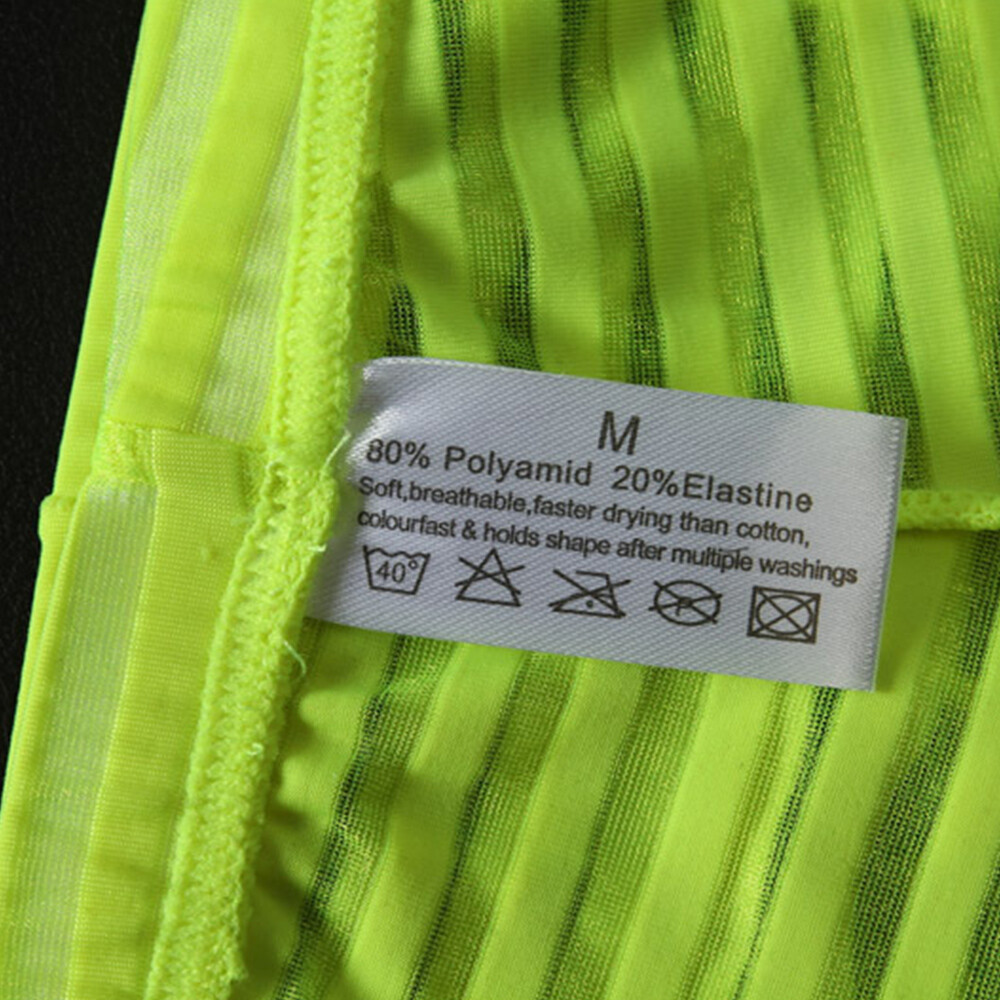 M
80% Polyamid 20%Elastine
Soft,breathable,faster drying than cotton,
colourfast & holds shape after multiple washings
40° P